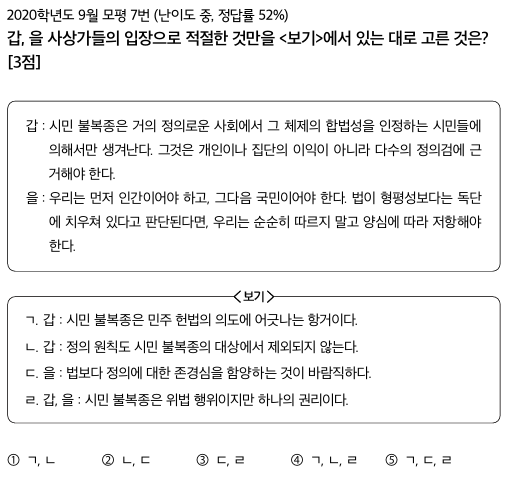 2020학년도 9월 모평 7번 (난이도 중, 정답률 52%)
갑, 을 사상가들의 입장으로 적절한 것만을 <보기>에서 있는 대로 고른 것은?
[3점]
갑 : 시민 불복종은 거의 정의로운 사회에서 그 체제의 합법성을 인정하는 시민들에
의해서만 생겨난다. 그것은 개인이나 집단의 이익이 아니라 다수의 정의감에 근
거해야 한다.
을 : 우리는 먼저 인간이어야 하고, 그다음 국민이어야 한다. 법이 형평성보다는 독단
에 치우쳐 있다고 판단된다면, 우리는 순순히 따르지 말고 양심에 따라 저항해야
한다.
<보기>
ㄱ. 갑 : 시민 불복종은 민주 헌법의 의도에 어긋나는 항거이다.
ㄴ. 갑 : 정의 원칙도 시민 불복종의 대상에서 제외되지 않는다.
ㄷ. 을 : 법보다 정의에 대한 존경심을 함양하는 것이 바람직하다.
ㄹ. 갑, 을 : 시민 불복종은 위법 행위이지만 하나의 권리이다.
① ㄱ, ㄴ ② ㄴ, ㄷ ③ ㄷ, ㄹ ④ ㄱ, ㄴ, ㄹ ⑤ ㄱ, ㄷ, ㄹ